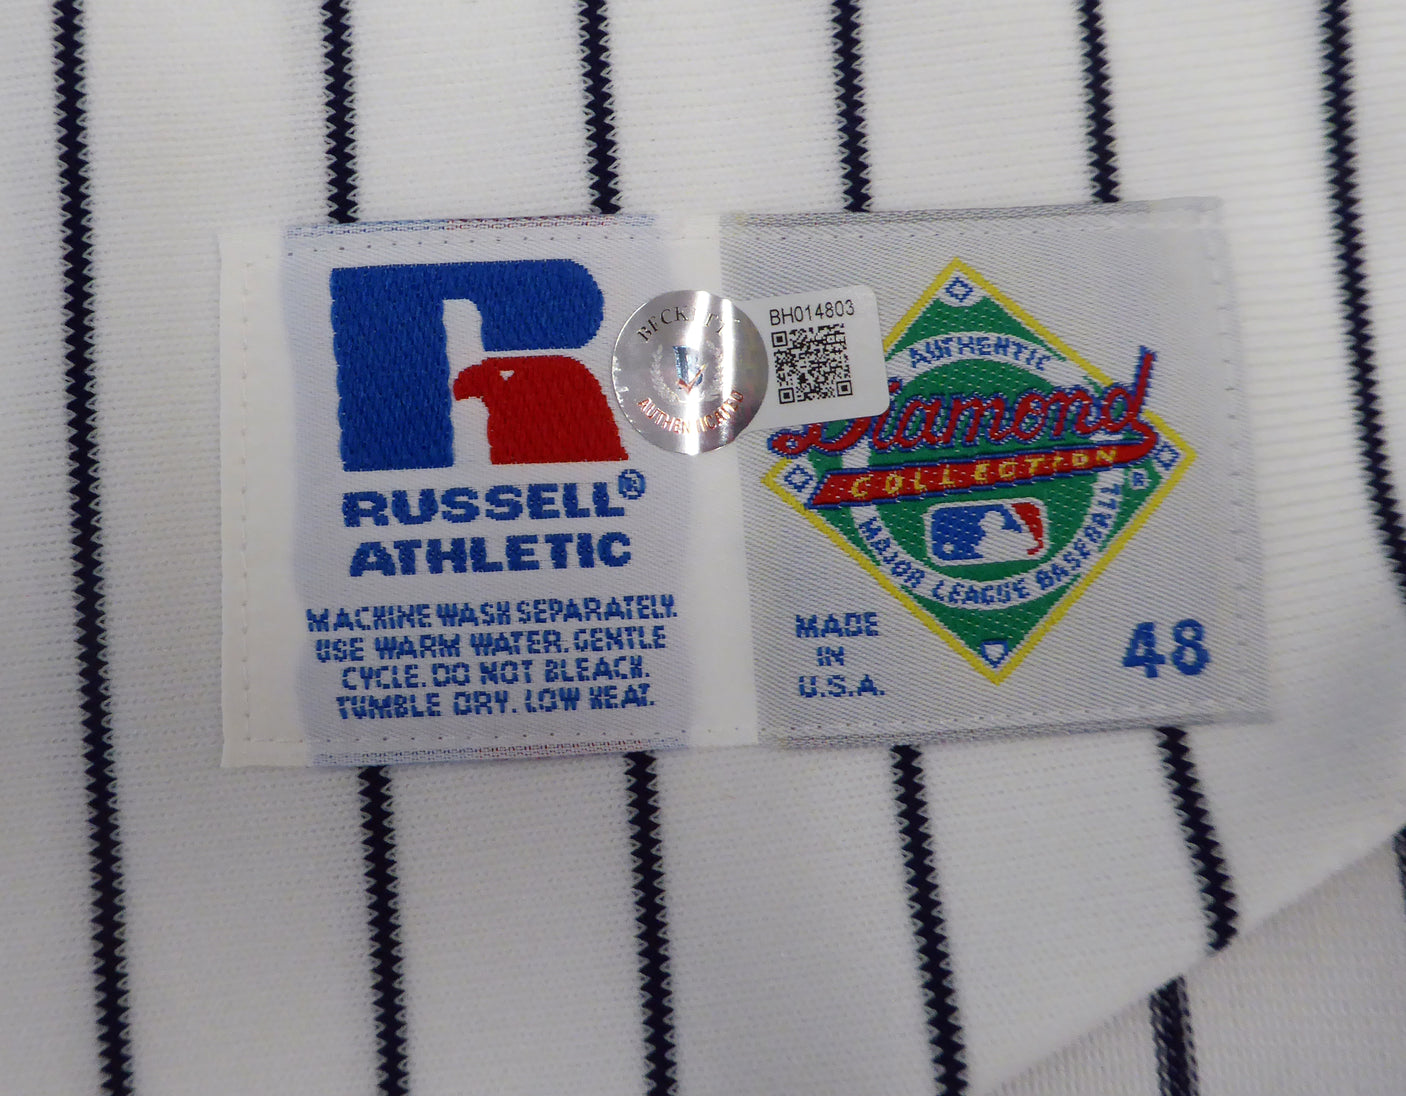 RUSSELL®
ATHLETIC
MACHINE WASH SEPARATELY.
USE WARM WATER. GENTLE
CYCLE. DO NOT BLEACH.
TUMBLE DRY. LOW HEAT.
BECKETT
AUTHENTICATED
BH014803
AUTHENTIC
Diamond
COLLECTION
®
MAJOR LEAGUE BASEBALL
MADE
IN
U.S.A.
48